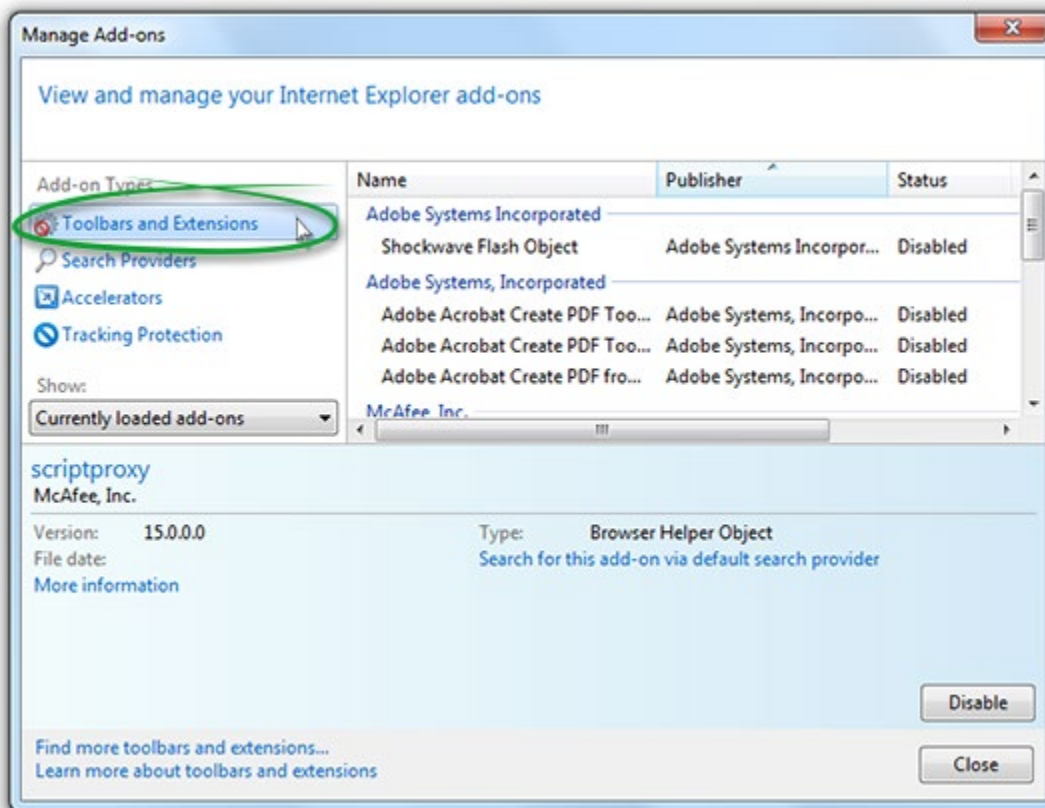 Manage Add-ons
View and manage your Internet Explorer add-ons
Add-on Types
Toolbars and Extensions
Search Providers
Accelerators
Tracking Protection
Show:
Currently loaded add-ons
Name Publisher Status
Adobe Systems Incorporated
Shockwave Flash Object Adobe Systems Incorpor... Disabled
Adobe Systems, Incorporated
Adobe Acrobat Create PDF Too... Adobe Systems, Incorpo... Disabled
Adobe Acrobat Create PDF Too... Adobe Systems, Incorpo... Disabled
Adobe Acrobat Create PDF fro... Adobe Systems, Incorpo... Disabled
McAfee, Inc.
scriptproxy
McAfee, Inc.
Version: 15.0.0.0 Type: Browser Helper Object
File date: Search for this add-on via default search provider
More information
Disable
Find more toolbars and extensions...
Learn more about toolbars and extensions
Close